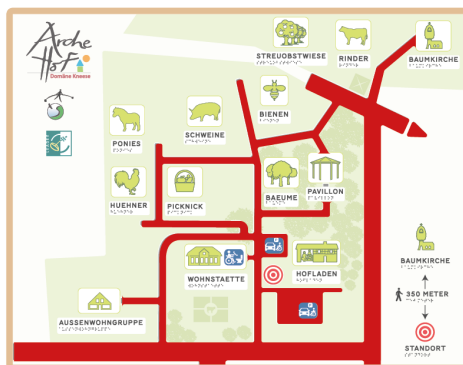 Arche
Hof
Domäne Kneese
STREUOBSTWIESE
RINDER
BAUMKIRCHE
BIENEN
SCHWEINE
PONIES
HUEHNER
PICKNICK
BAEUME
PAVILLON
WOHNSTAETTE
HOFLADEN
AUSSENWOHNGRUPPE
BAUMKIRCHE
350 METER
STANDORT